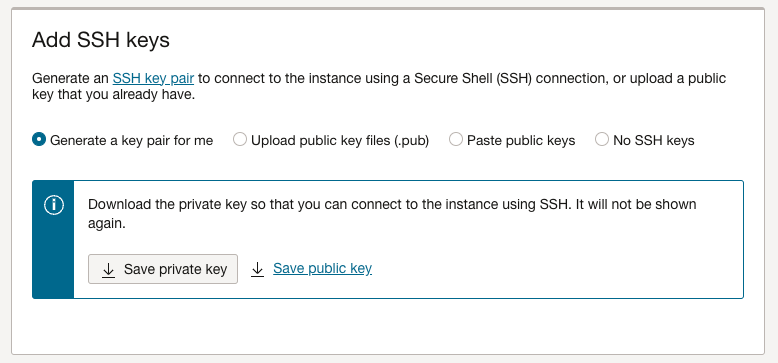 Add SSH keys
Generate an SSH key pair to connect to the instance using a Secure Shell (SSH) connection, or upload a public
key that you already have.
Generate a key pair for me Upload public key files (.pub) Paste public keys No SSH keys
Download the private key so that you can connect to the instance using SSH. It will not be shown
again.
Save private key Save public key